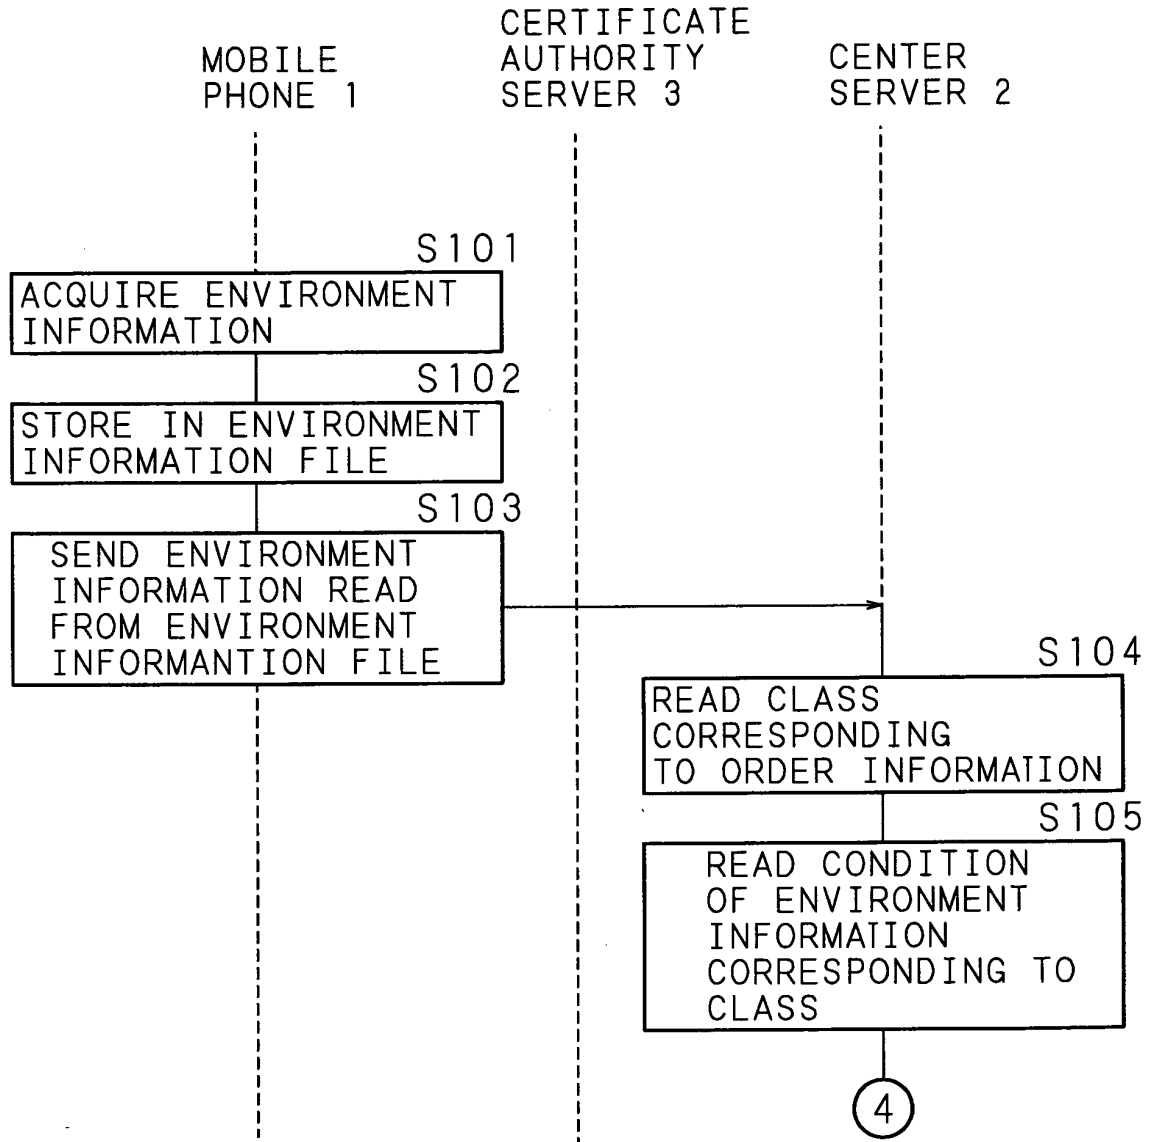 MOBILE
PHONE 1
CERTIFICATE
AUTHORITY
SERVER 3
CENTER
SERVER 2
S101
ACQUIRE ENVIRONMENT
INFORMATION
S102
STORE IN ENVIRONMENT
INFORMATION FILE
S103
SEND ENVIRONMENT
INFORMATION READ
FROM ENVIRONMENT
INFORMANTION FILE
S104
READ CLASS
CORRESPONDING
TO ORDER INFORMATION
S105
READ CONDITION
OF ENVIRONMENT
INFORMATION
CORRESPONDING TO
CLASS
4